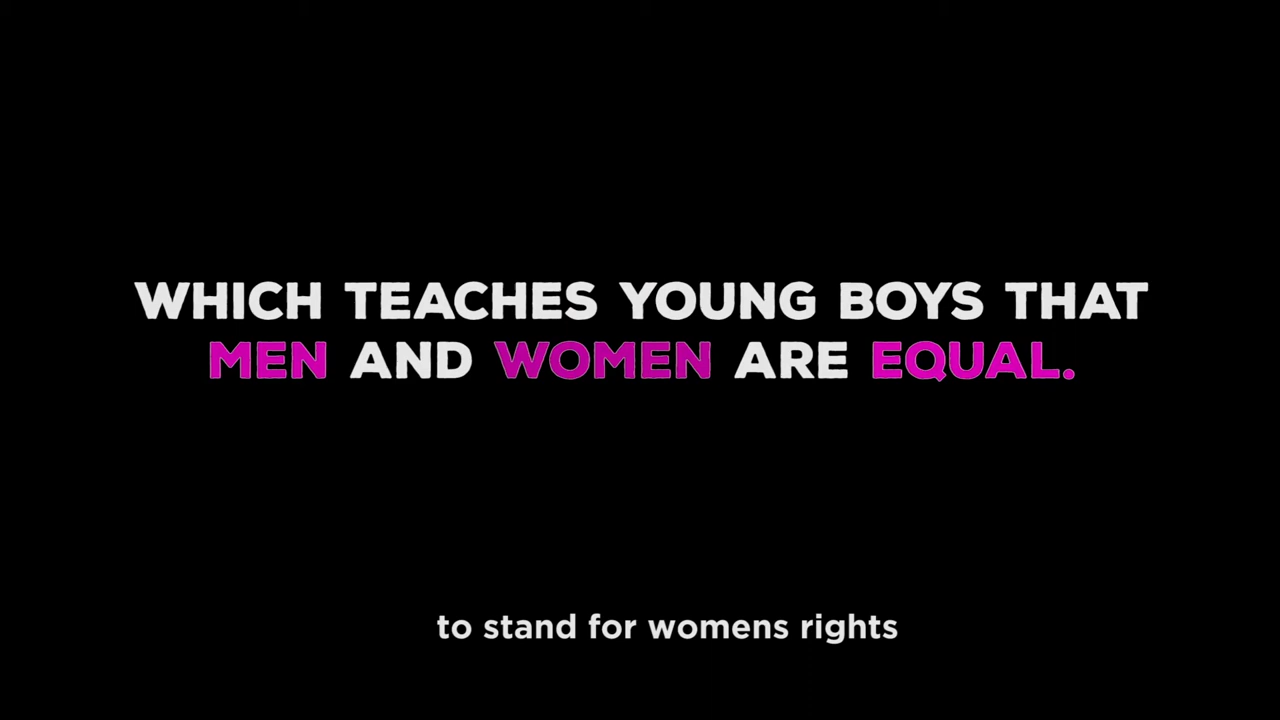 WHICH TEACHES YOUNG BOYS THAT
MEN AND WOMEN ARE EQUAL.
to stand for womens rights